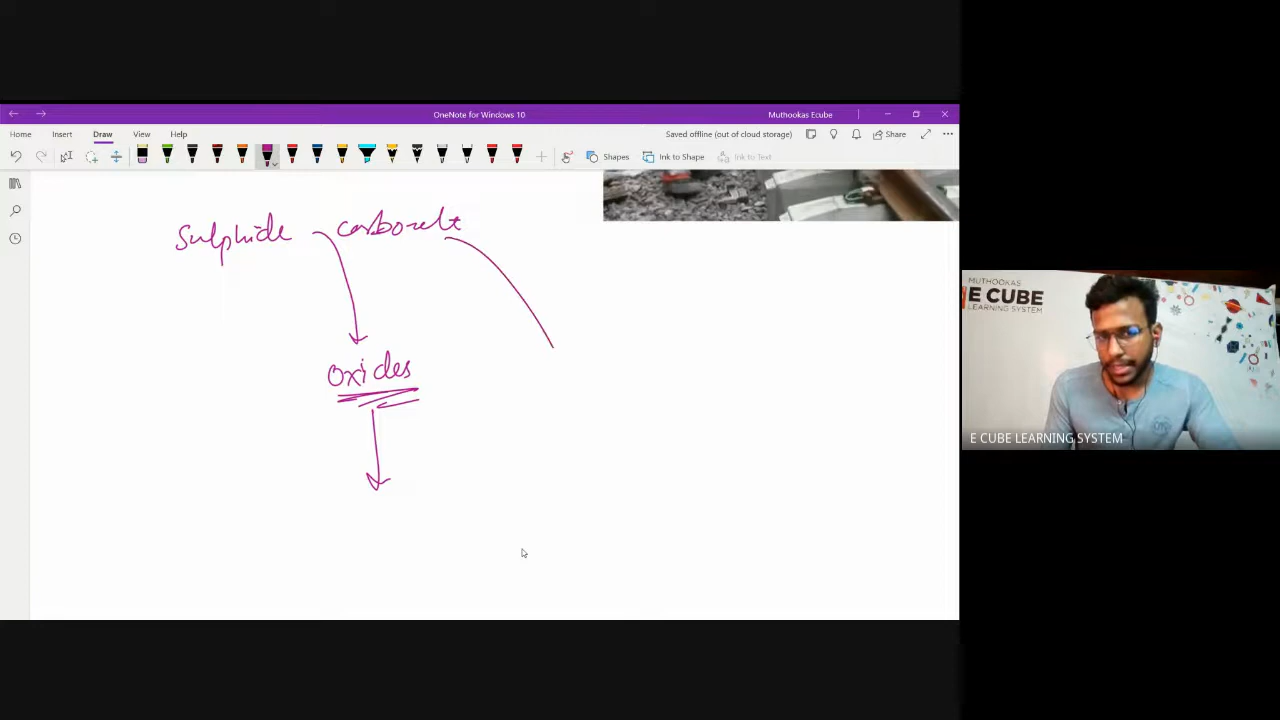 OneNote for Windows 10
Muthookas Ecube
Home Insert Draw View Help
Saved offline (out of cloud storage)
Share
Shapes
Ink to Shape
Ink to Text
Sulphide carbonate
oxides
MUTHOOKAS
E CUBE
LEARNING SYSTEM
E CUBE LEARNING SYSTEM